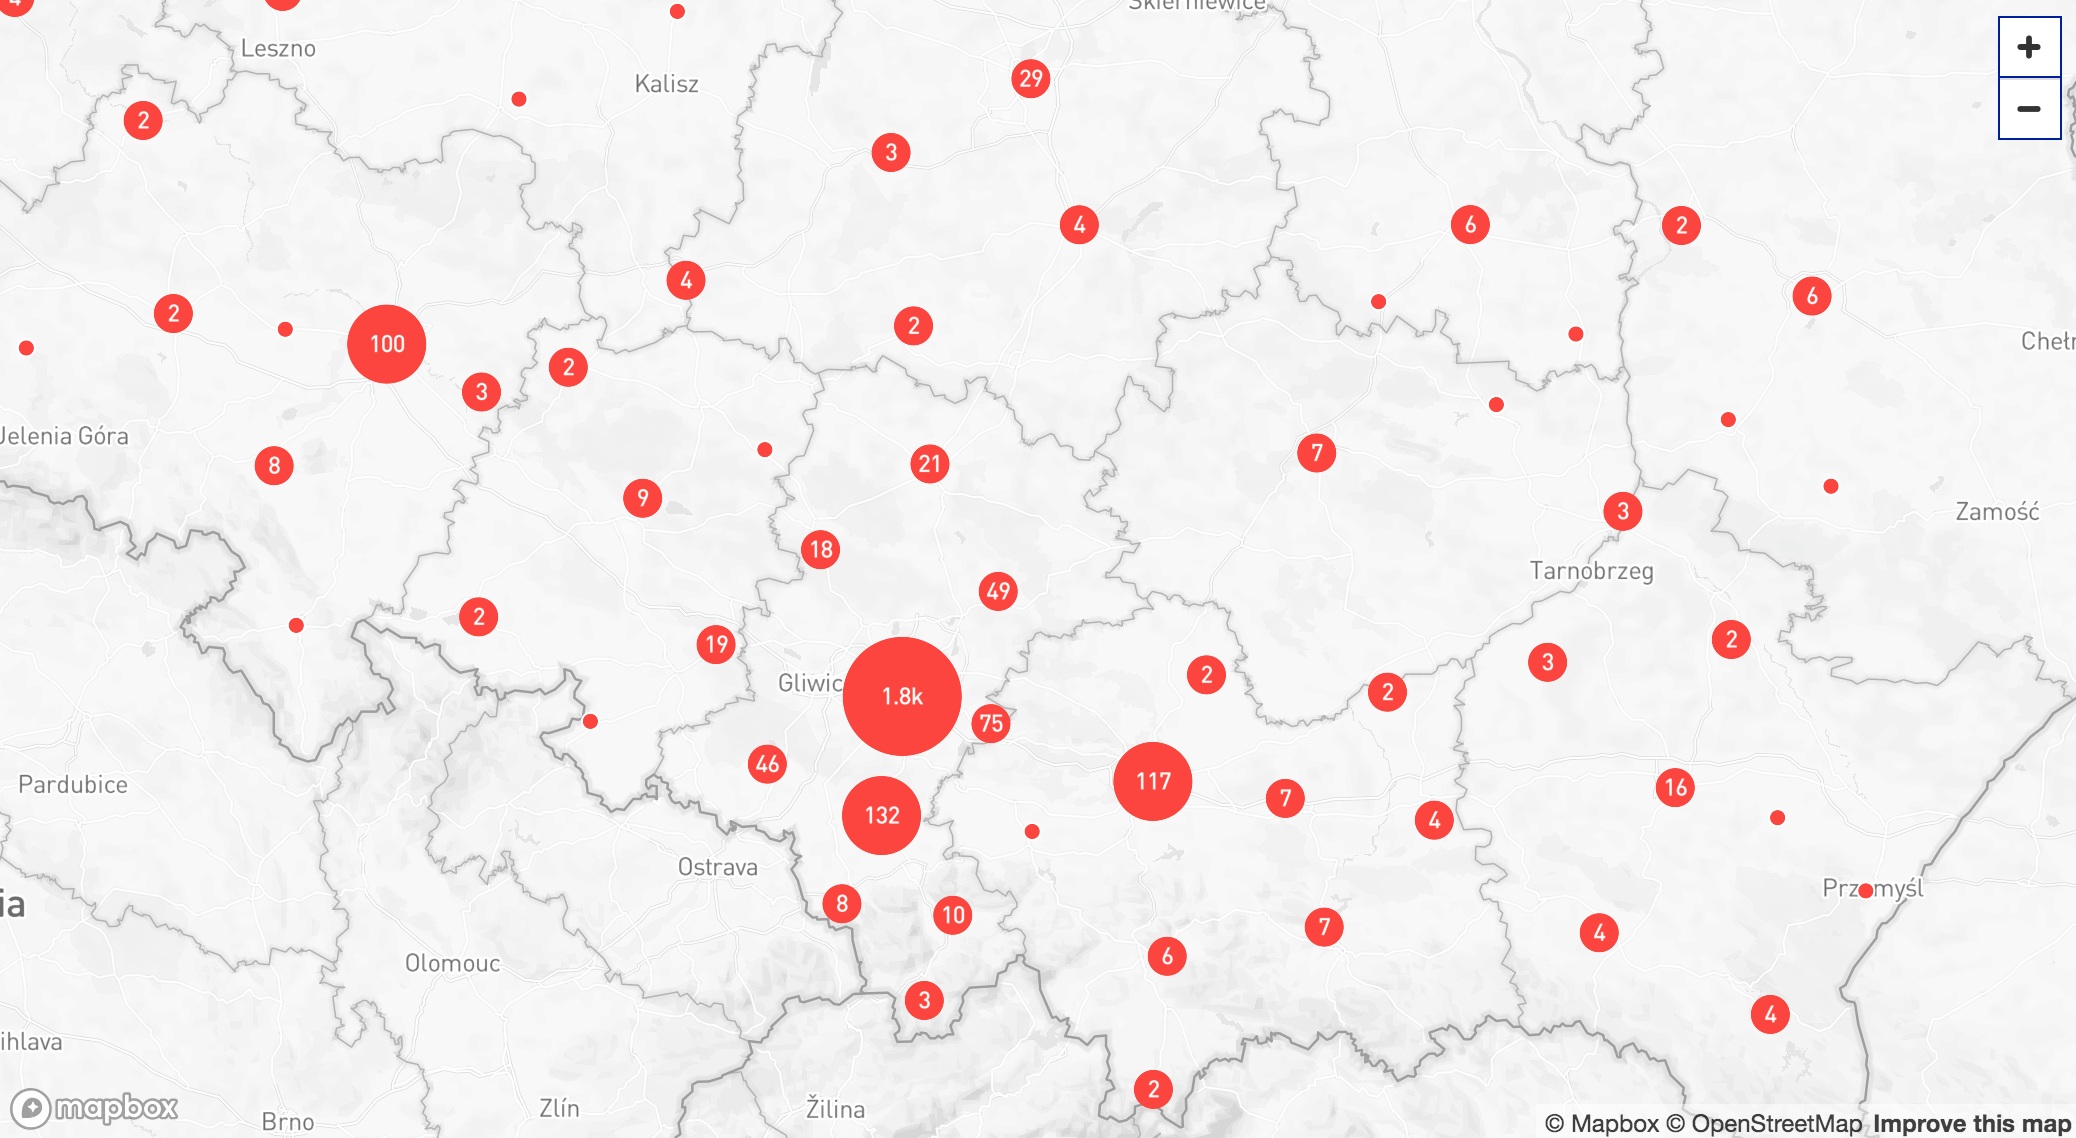 4
Skierniewice
Leszno
Kalisz
29
2
3
4
6
2
4
6
2
2
100
2
3
Jelenia Góra
8
21
7
9
3
Zamość
18
Tarnobrzeg
49
2
19
2
3
2
Gliwic
1.8k
2
75
46
117
Pardubice
7
16
132
4
Ostrava
Przemyśl
8
10
7
4
6
Olomouc
3
4
ihlava
2
mapbox
Zlín
Žilina
Brno
© Mapbox © OpenStreetMap Improve this map